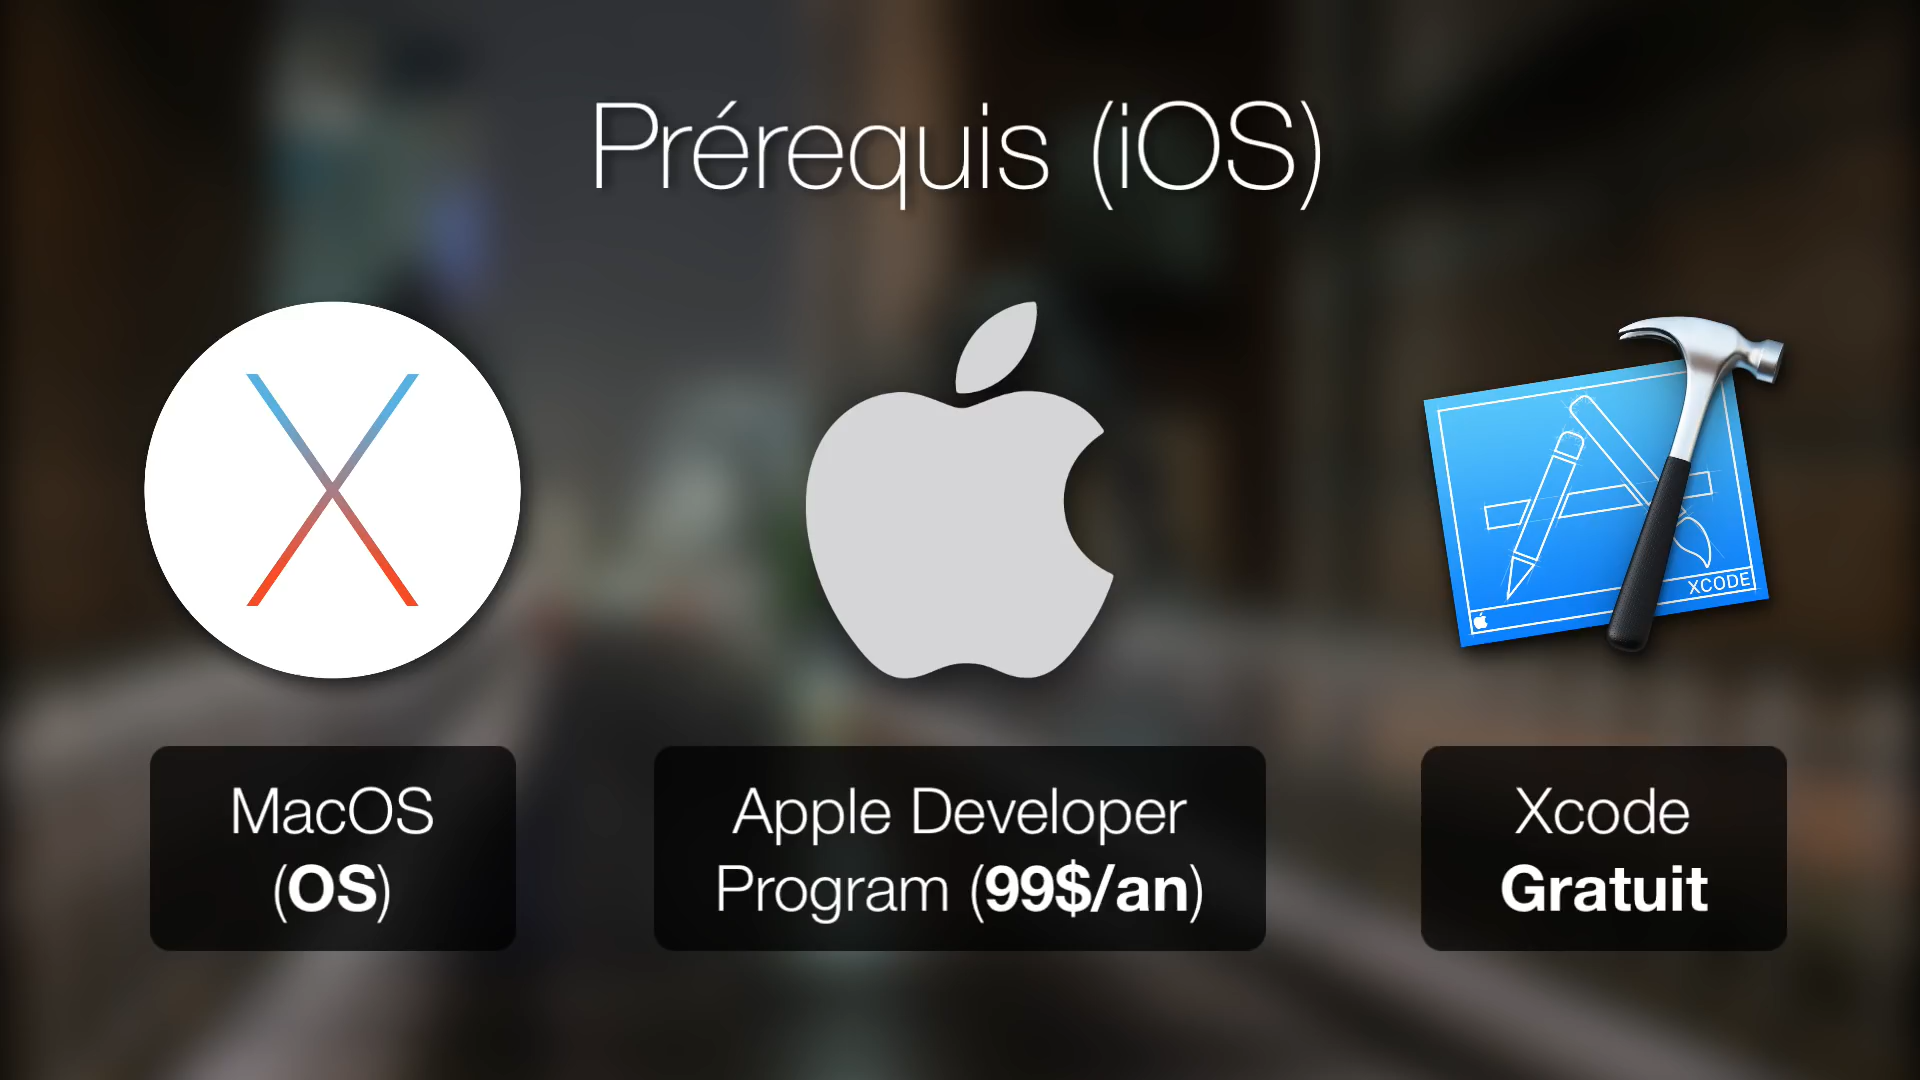 Prérequis (iOS)
XCODE
MacOS
(OS)
Apple Developer
Program (99$/an)
Xcode
Gratuit